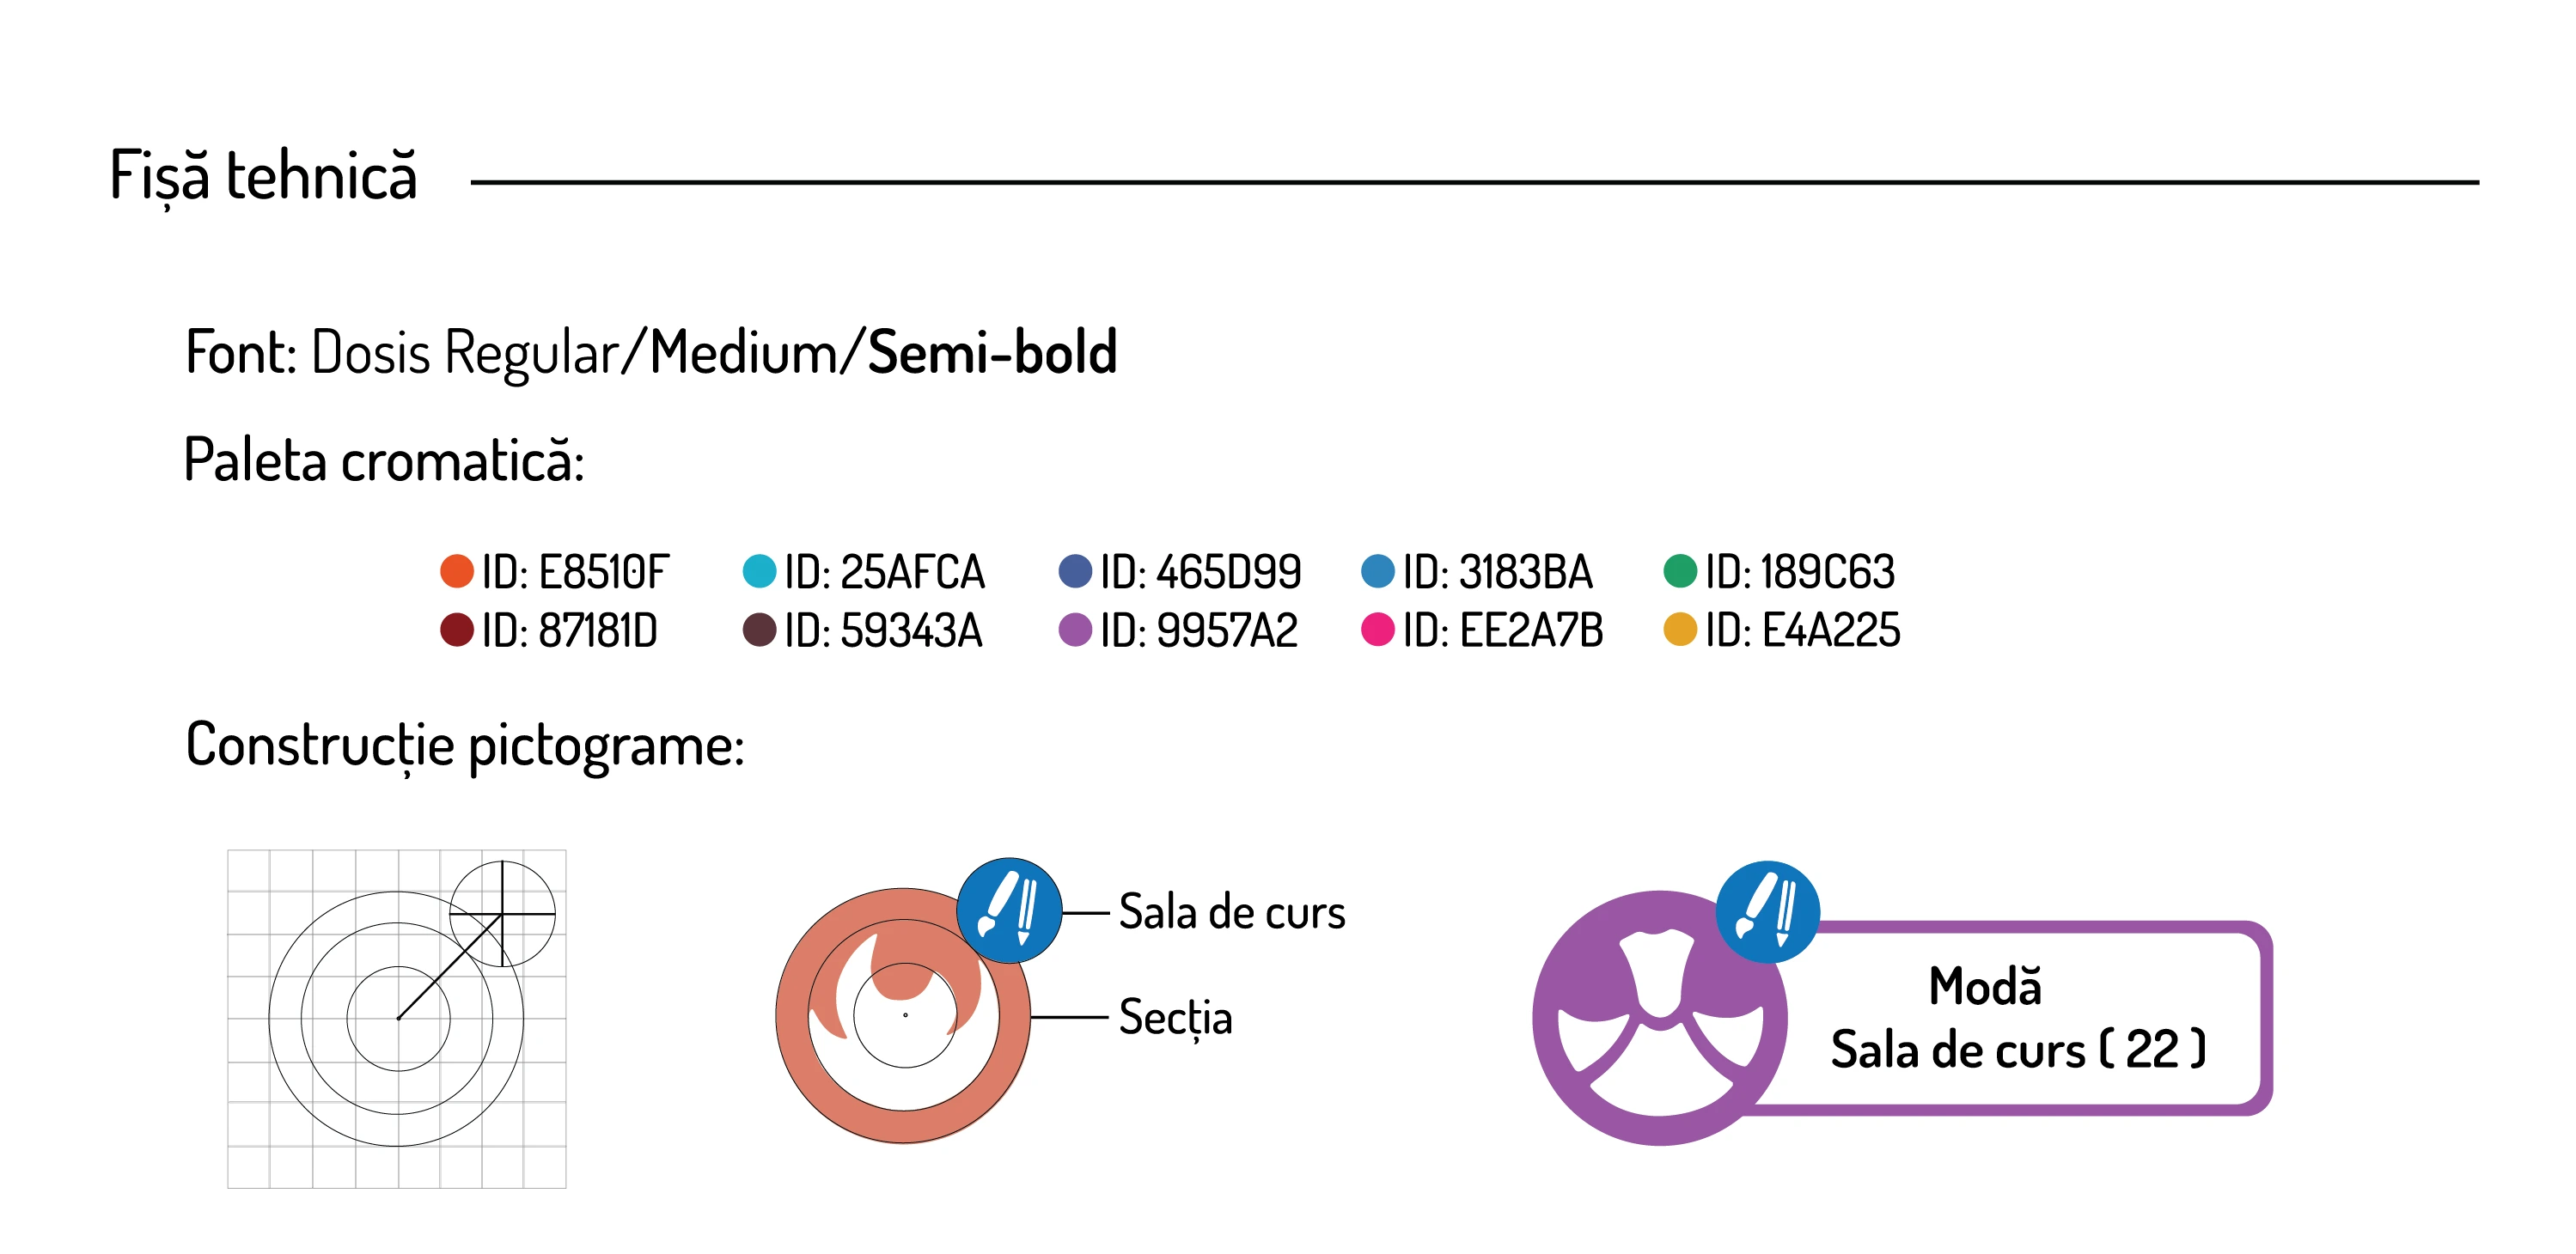 Fișă tehnică
Font: Dosis Regular/Medium/Semi-bold
Paleta cromatică:
ID: E8510F ID: 25AFCA ID: 465D99 ID: 3183BA ID: 189C63
ID: 87181D ID: 59343A ID: 9957A2 ID: EE2A7B ID: E4A225
Construcție pictograme:
Sala de curs
Secția
Modă
Sala de curs ( 22 )